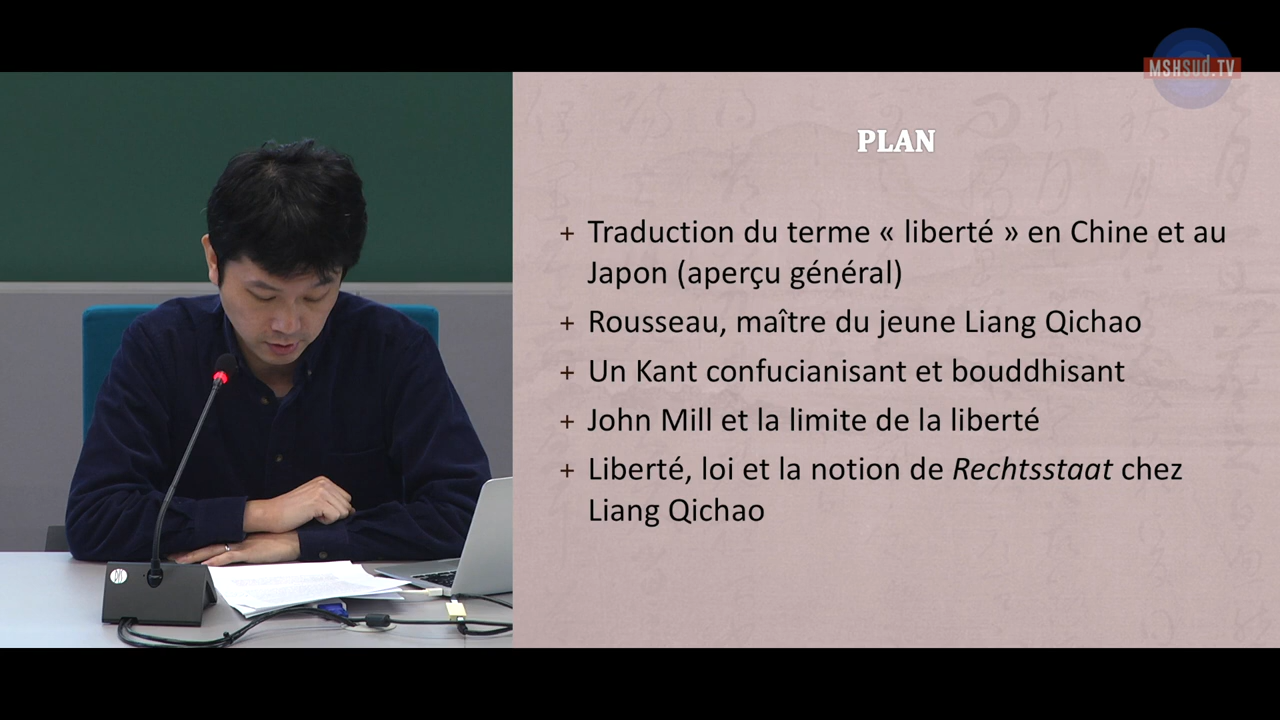 MSHSUD.TV
PLAN
+ Traduction du terme « liberté » en Chine et au
Japon (aperçu général)
+ Rousseau, maître du jeune Liang Qichao
+ Un Kant confucianisant et bouddhisant
+ John Mill et la limite de la liberté
+ Liberté, loi et la notion de Rechtsstaat chez
Liang Qichao